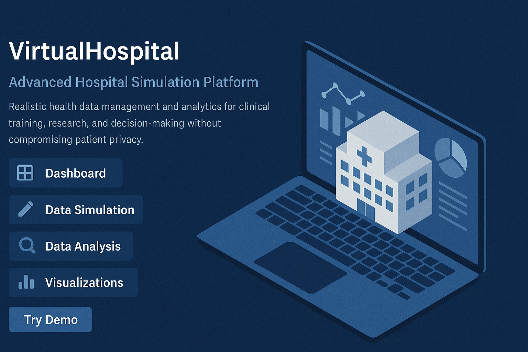 VirtualHospital
Advanced Hospital Simulation Platform
Realistic health data management and analytics for clinical
training, research, and decision-making without
compromising patient privacy.
Dashboard
Data Simulation
Data Analysis
Visualizations
Try Demo